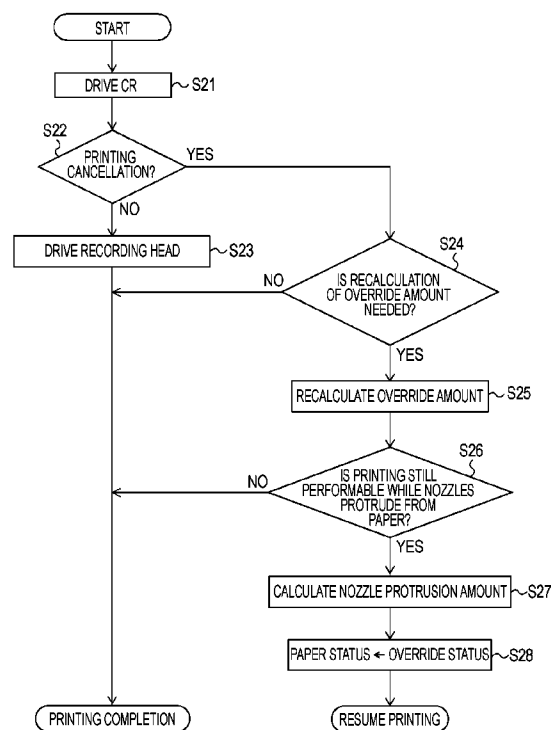 START
DRIVE CR
S21
S22
PRINTING
CANCELLATION?
YES
NO
DRIVE RECORDING HEAD
S23
S24
NO
IS RECALCULATION
OF OVERRIDE AMOUNT
NEEDED?
YES
RECALCULATE OVERRIDE AMOUNT
S25
S26
NO
IS PRINTING STILL
PERFORMABLE WHILE NOZZLES
PROTRUDE FROM
PAPER?
YES
CALCULATE NOZZLE PROTRUSION AMOUNT
S27
PAPER STATUS ← OVERRIDE STATUS
S28
PRINTING COMPLETION
RESUME PRINTING